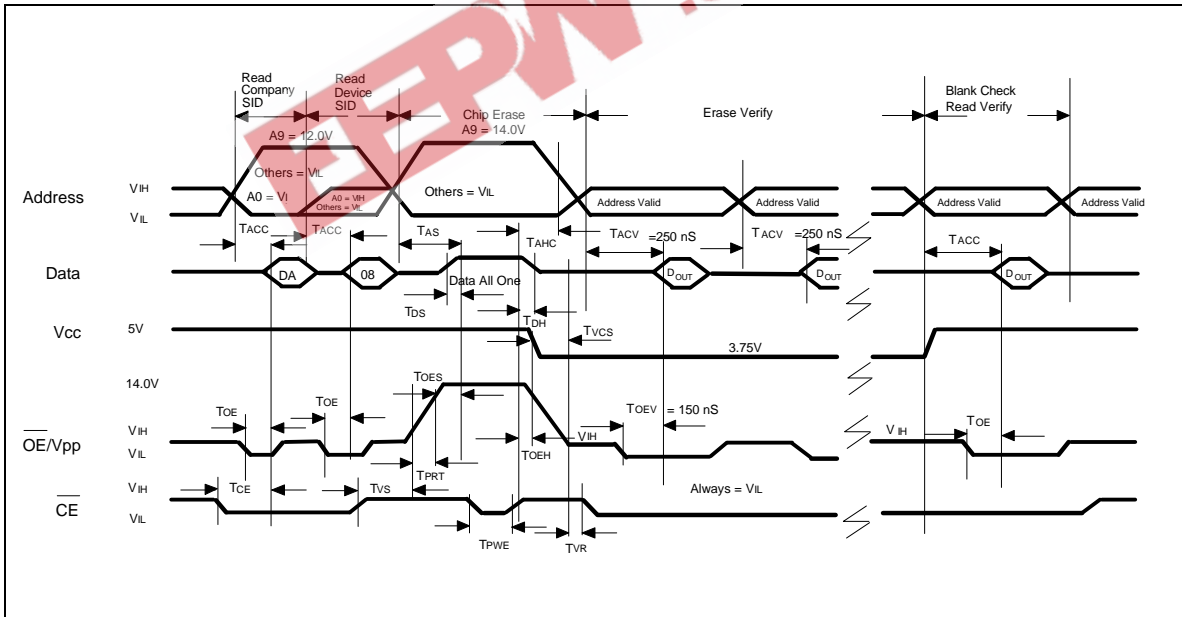 EEPW
Read Company SID
Read Device SID
Chip Erase
A9 = 14.0V
Erase Verify
Blank Check
Read Verify
A9 = 12.0V
Others = VIL
A0 = VI
A0 = VIH
Others = VIL
Others = VIL
Address
VIH
VIL
Address Valid
Address Valid
Address Valid
Address Valid
TACC
TACC
TAS
TAHC
TACV =250 nS
TACV =250 nS
TACC
Data
DA
08
Data All One
DOUT
DOUT
DOUT
TDS
TDH
TVCS
Vcc
5V
3.75V
14.0V
TOES
TOE
TOE
TOEV = 150 nS
TOE
OE/Vpp
VIH
VIL
TPRT
TOEH
VIH
VIH
CE
VIH
VIL
TCE
TVS
Always = VIL
TPWE
TVR